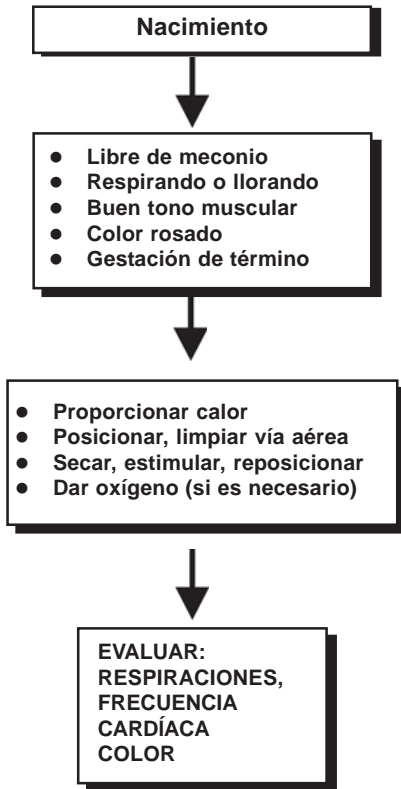 Nacimiento
● Libre de meconio
● Respirando o llorando
● Buen tono muscular
● Color rosado
● Gestación de término
● Proporcionar calor
● Posicionar, limpiar vía aérea
● Secar, estimular, reposicionar
● Dar oxígeno (si es necesario)
EVALUAR:
RESPIRACIONES,
FRECUENCIA
CARDÍACA
COLOR